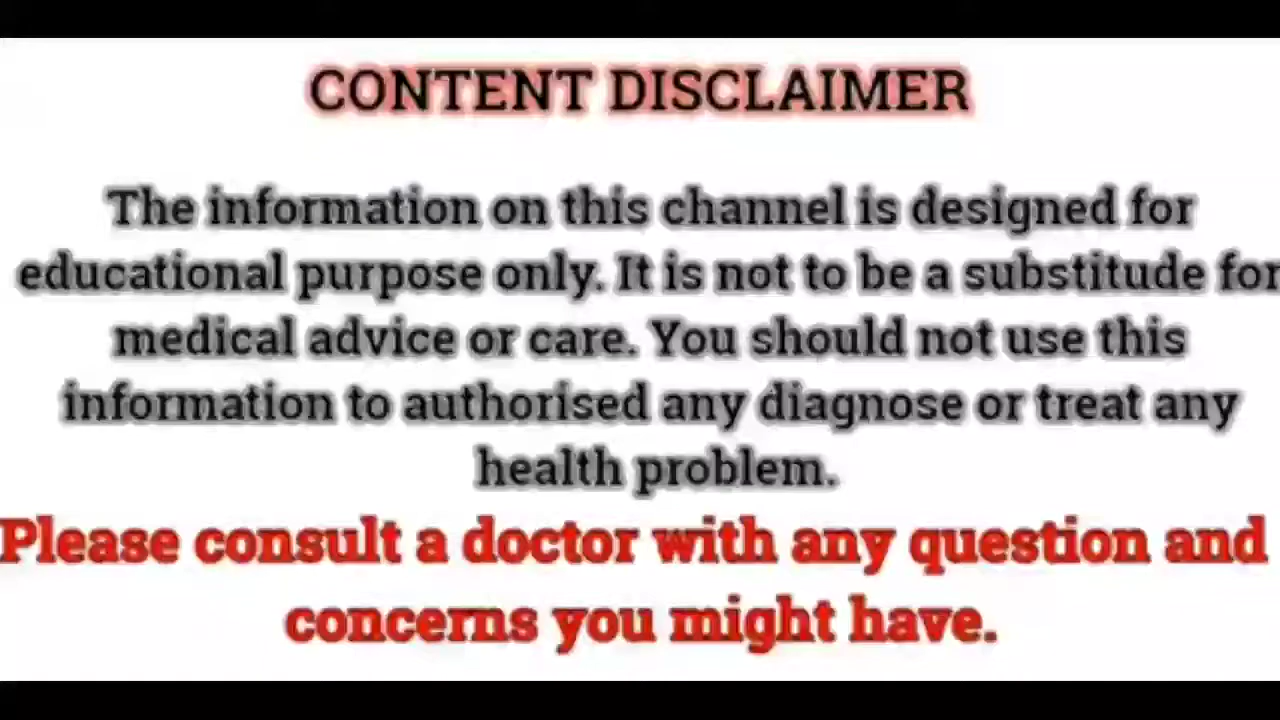 CONTENT DISCLAIMER
The information on this channel is designed for
educational purpose only. It is not to be a substitude for
medical advice or care. You should not use this
information to authorised any diagnose or treat any
health problem.
Please consult a doctor with any question and
concerns you might have.